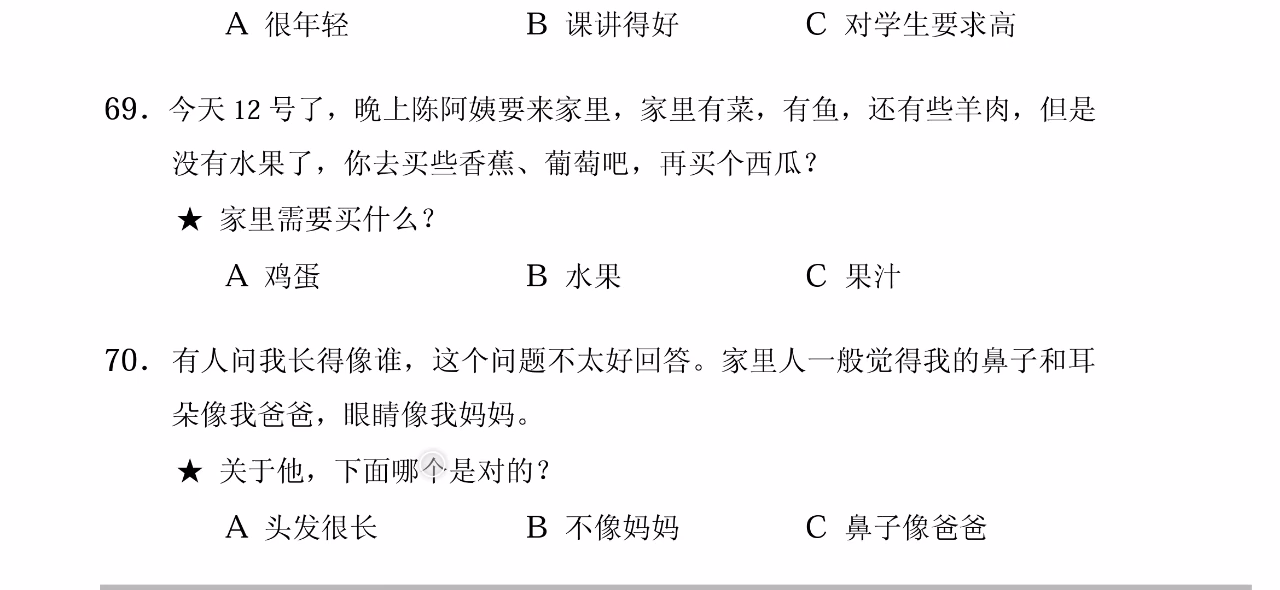 A 很年轻 B 课讲得好 C 对学生要求高
69. 今天 12 号了，晚上陈阿姨要来家里，家里有菜，有鱼，还有些羊肉，但是
没有水果了，你去买些香蕉、葡萄吧，再买个西瓜？
★ 家里需要买什么？
A 鸡蛋 B 水果 C 果汁
70. 有人问我长得像谁，这个问题不太好回答。家里人一般觉得我的鼻子和耳
朵像我爸爸，眼睛像我妈妈。
★ 关于他，下面哪个是对的？
A 头发很长 B 不像妈妈 C 鼻子像爸爸